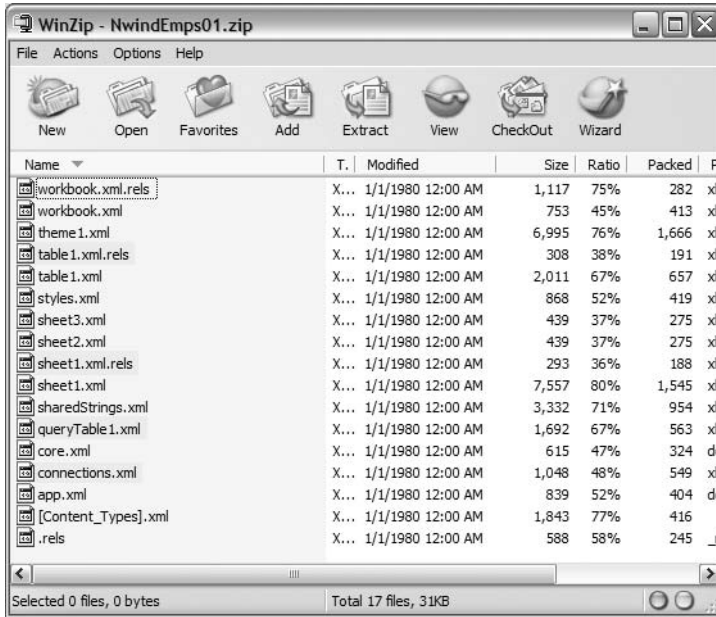 WinZip - NwindEmps01.zip
File Actions Options Help
New Open Favorites Add Extract View CheckOut Wizard
Name T. Modified Size Ratio Packed
workbook.xml.rels X... 1/1/1980 12:00 AM 1,117 75% 282
workbook.xml X... 1/1/1980 12:00 AM 753 45% 413
theme1.xml X... 1/1/1980 12:00 AM 6,995 76% 1,666
table1.xml.rels X... 1/1/1980 12:00 AM 308 38% 191
table1.xml X... 1/1/1980 12:00 AM 2,011 67% 657
styles.xml X... 1/1/1980 12:00 AM 868 52% 419
sheet3.xml X... 1/1/1980 12:00 AM 439 37% 275
sheet2.xml X... 1/1/1980 12:00 AM 439 37% 275
sheet1.xml.rels X... 1/1/1980 12:00 AM 293 36% 188
sheet1.xml X... 1/1/1980 12:00 AM 7,557 80% 1,545
sharedStrings.xml X... 1/1/1980 12:00 AM 3,332 71% 954
queryTable1.xml X... 1/1/1980 12:00 AM 1,692 67% 563
core.xml X... 1/1/1980 12:00 AM 615 47% 324
connections.xml X... 1/1/1980 12:00 AM 1,048 48% 549
app.xml X... 1/1/1980 12:00 AM 839 52% 404
[Content_Types].xml X... 1/1/1980 12:00 AM 1,843 77% 416
.rels X... 1/1/1980 12:00 AM 588 58% 245
Selected 0 files, 0 bytes Total 17 files, 31KB